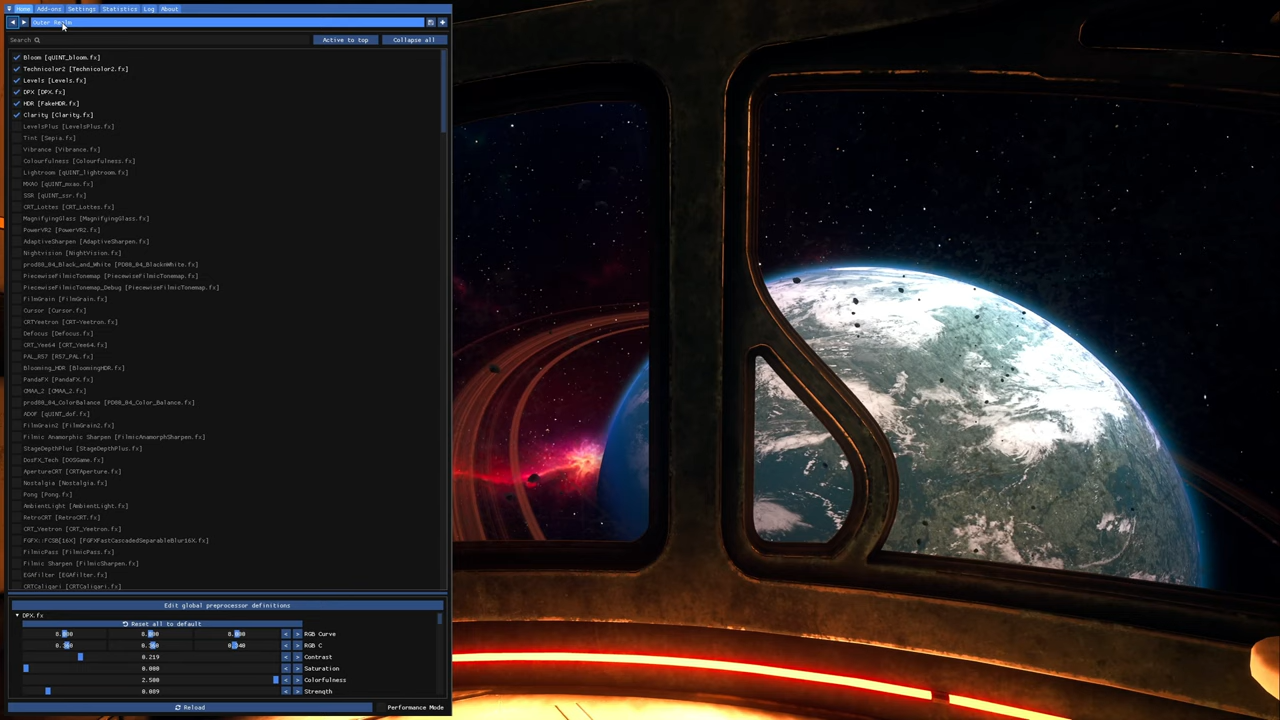 Home Add-ons Settings Statistics Log About
Outer Realm
Search Active to top Collapse all
Bloom [qUINT_bloom.fx]
Technicolor2 [Technicolor2.fx]
Levels [Levels.fx]
DPX [DPX.fx]
HDR [FakeHDR.fx]
Clarity [Clarity.fx]
LevelsPlus [LevelsPlus.fx]
Tint [Sepia.fx]
Vibrance [Vibrance.fx]
Colourfulness [Colourfulness.fx]
Lightroom [qUINT_lightroom.fx]
MXAO [qUINT_mxao.fx]
SSR [qUINT_ssr.fx]
CRT_Lottes [CRT_Lottes.fx]
MagnifyingGlass [MagnifyingGlass.fx]
PowerVR2 [PowerVR2.fx]
AdaptiveSharpen [AdaptiveSharpen.fx]
Nightvision [NightVision.fx]
prod80_04_Black_and_White [PD80_04_BlacknWhite.fx]
PiecewiseFilmicTonemap [PiecewiseFilmicTonemap.fx]
PiecewiseFilmicTonemap_Debug [PiecewiseFilmicTonemap.fx]
FilmGrain [FilmGrain.fx]
Cursor [Cursor.fx]
CRTYeetron [CRT-Yeetron.fx]
Defocus [Defocus.fx]
CRT_Yee64 [CRT_Yee64.fx]
PAL_R57 [R57_PAL.fx]
Blooming_HDR [BloomingHDR.fx]
PandaFX [PandaFX.fx]
CMAA_2 [CMAA_2.fx]
prod80_04_ColorBalance [PD80_04_Color_Balance.fx]
ADOF [qUINT_dof.fx]
FilmGrain2 [FilmGrain2.fx]
Filmic Anamorphic Sharpen [FilmicAnamorphSharpen.fx]
StageDepthPlus [StageDepthPlus.fx]
DosFX_Tech [DOSGame.fx]
ApertureCRT [CRTAperture.fx]
Nostalgia [Nostalgia.fx]
Pong [Pong.fx]
AmbientLight [AmbientLight.fx]
RetroCRT [RetroCRT.fx]
CRT_Yeetron [CRT_Yeetron.fx]
FGFX::FCSB[16X] [FGFXFastCascadedSeparableBlur16X.fx]
FilmicPass [FilmicPass.fx]
Filmic Sharpen [FilmicSharpen.fx]
EGAfilter [EGAfilter.fx]
CRTCaligari [CRTCaligari.fx]
Edit global preprocessor definitions
DPX.fx
Reset all to default
< > RGB Curve
< > RGB C
0.219 < > Contrast
0.000 < > Saturation
2.500 < > Colorfulness
0.089 < > Strength
Reload Performance Mode